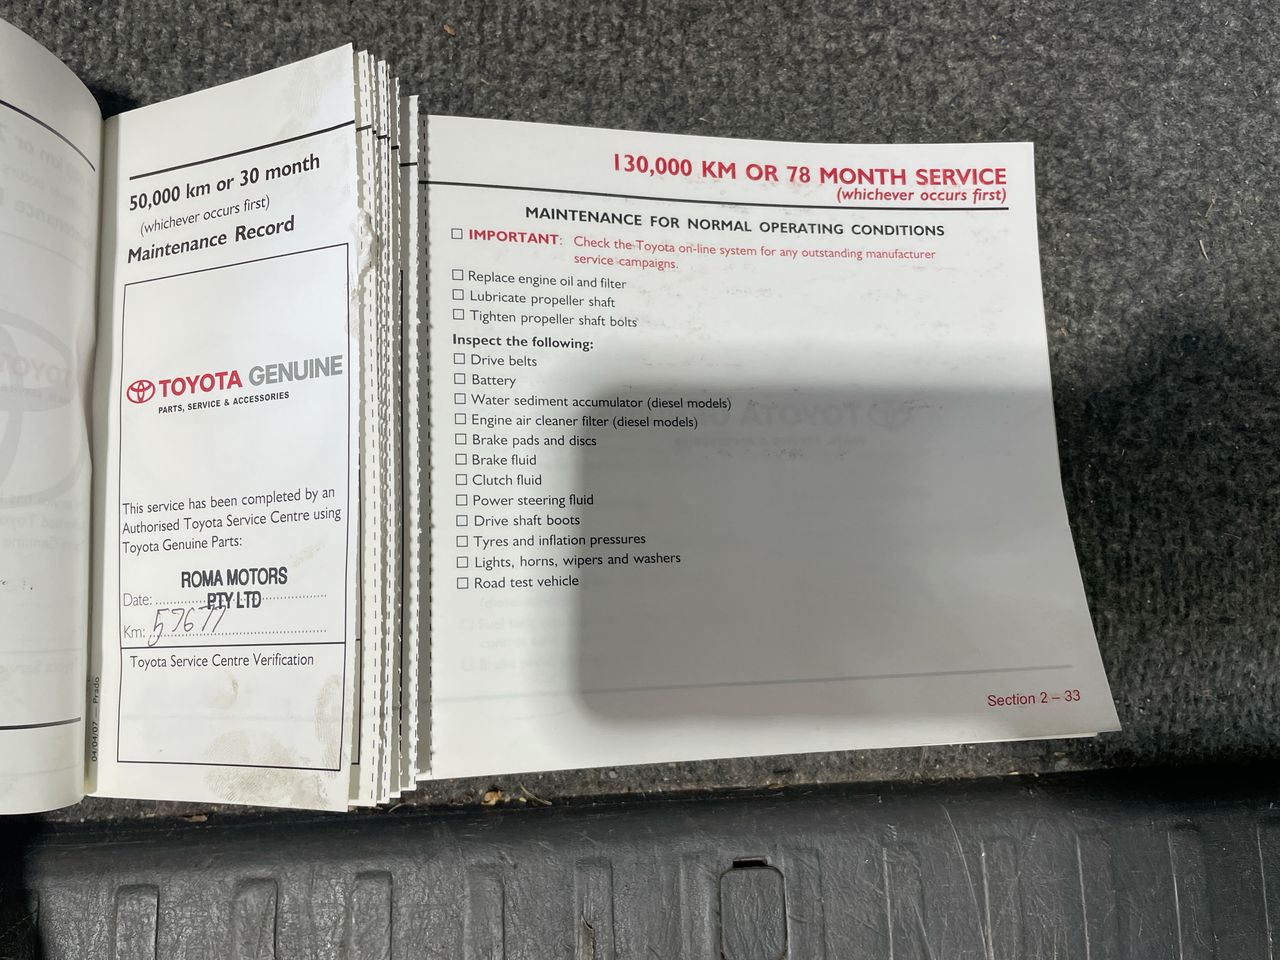 50,000 km or 30 month
(whichever occurs first)
Maintenance Record
TOYOTA GENUINE
PARTS, SERVICE & ACCESSORIES
This service has been completed by an
Authorised Toyota Service Centre using
Toyota Genuine Parts:
ROMA MOTORS
PTY LTD
Date:
Km: 57677
Toyota Service Centre Verification
04/04/07 – Prado
130,000 KM OR 78 MONTH SERVICE
(whichever occurs first)
MAINTENANCE FOR NORMAL OPERATING CONDITIONS
IMPORTANT: Check the Toyota on-line system for any outstanding manufacturer
service campaigns.
Replace engine oil and filter
Lubricate propeller shaft
Tighten propeller shaft bolts
Inspect the following:
Drive belts
Battery
Water sediment accumulator (diesel models)
Engine air cleaner filter (diesel models)
Brake pads and discs
Brake fluid
Clutch fluid
Power steering fluid
Drive shaft boots
Tyres and inflation pressures
Lights, horns, wipers and washers
Road test vehicle
Section 2 – 33